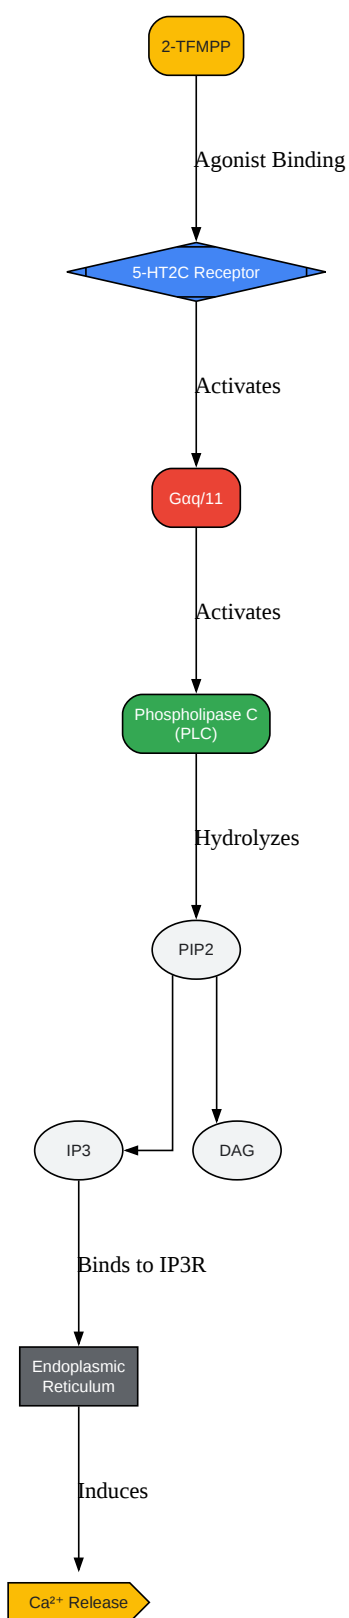 2-TFMPP
Agonist Binding
5-HT2C Receptor
Activates
Gαq/11
Activates
Phospholipase C
(PLC)
Hydrolyzes
PIP2
IP3
DAG
Binds to IP3R
Endoplasmic
Reticulum
Induces
Ca²⁺ Release